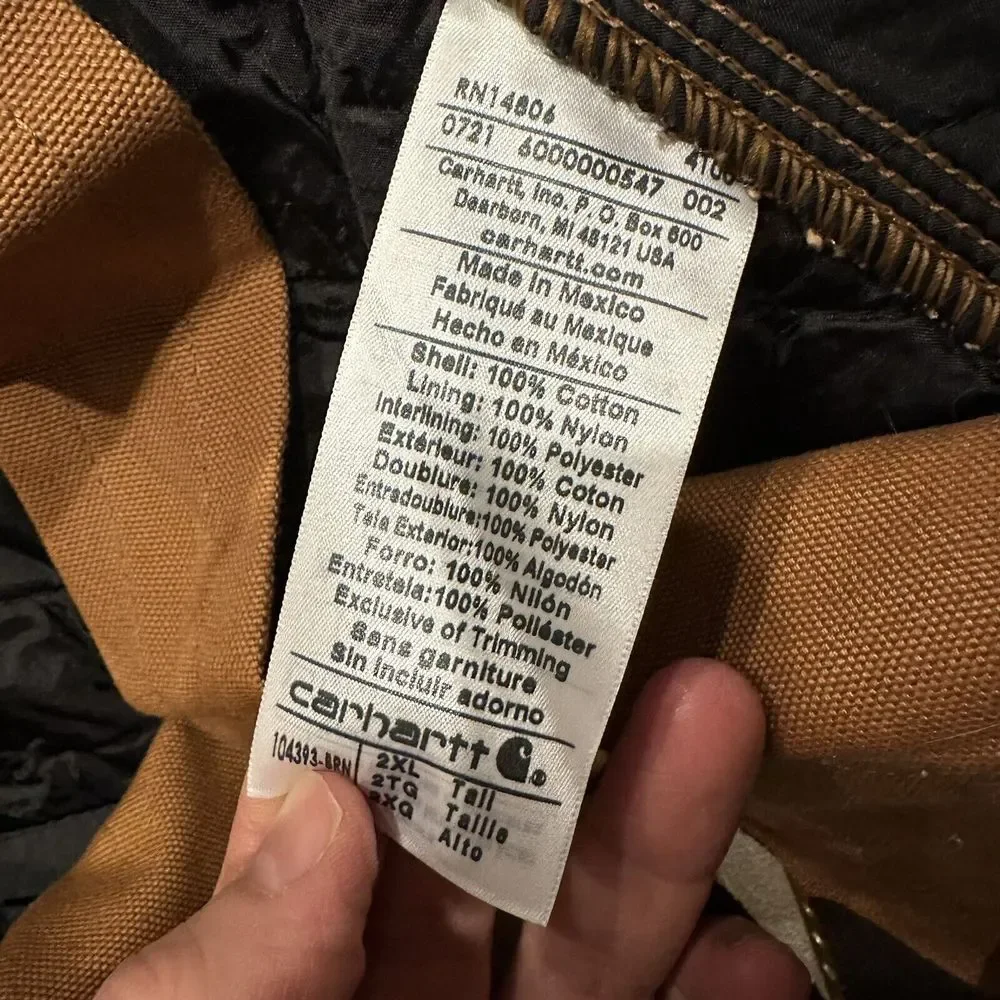 RN14806
0721 6000000547 002
Carhartt, Inc, P. O. Box 600
Dearborn, MI 48121 USA
carhartt.com
Made in Mexico
Fabriqué au Mexique
Hecho en México
Shell: 100% Cotton
Lining: 100% Nylon
Interlining: 100% Polyester
Extérieur: 100% Coton
Doublure: 100% Nylon
Entredoublure:100% Polyester
Tela Exterior:100% Algodón
Forro: 100% Nilón
Entretela:100% Poliéster
Exclusive of Trimming
Sans garniture
Sin incluir adorno
carhartt ®
104393-BRN 2XL Tall
2TG Taille
2XG Alto